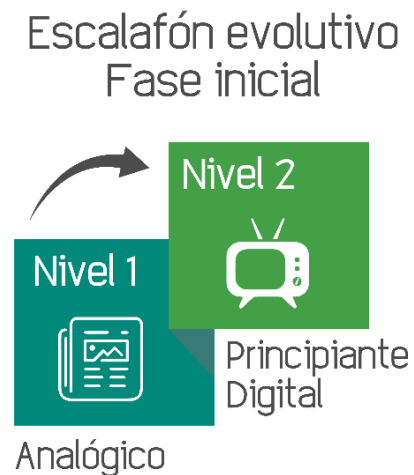 Escalafón evolutivo
Fase inicial
Nivel 2
Nivel 1
Principiante
Digital
Analógico